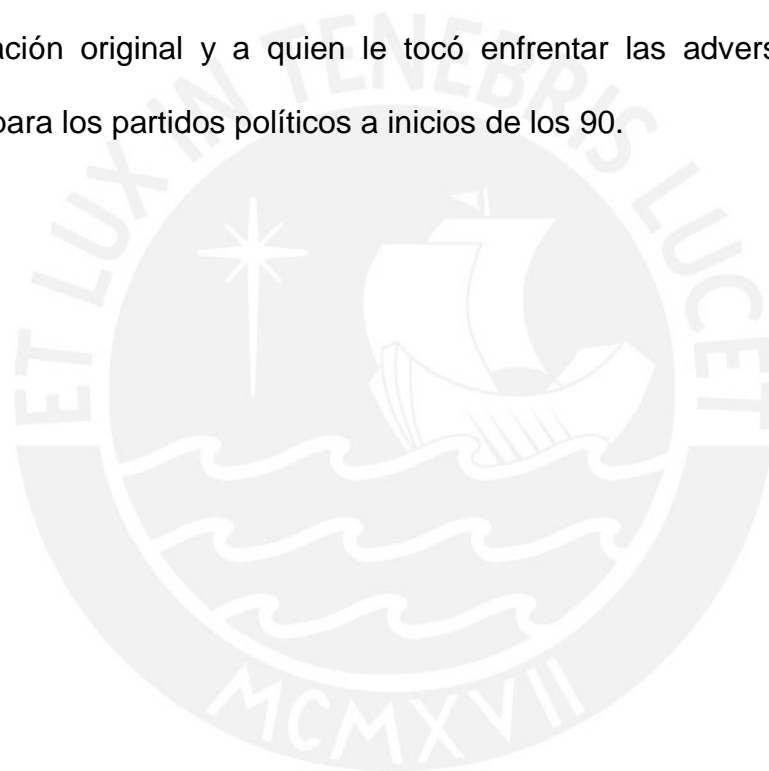 ación original y a quien le tocó enfrentar las advers
para los partidos políticos a inicios de los 90.
ET LUX IN TENEBRIS LUCET
MCMXVII